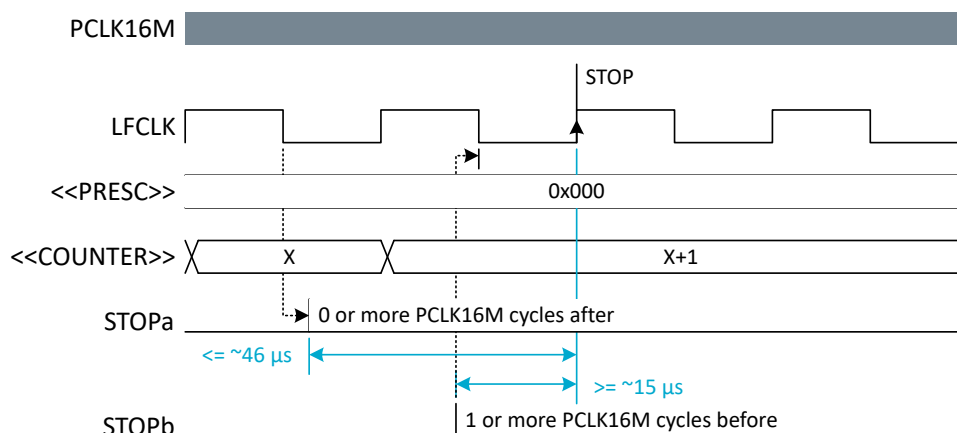 PCLK16M
STOP
LFCLK
<<PRESC>>
0x000
<<COUNTER>>
X
X+1
STOPa
0 or more PCLK16M cycles after
<= ~46 μs
>= ~15 μs
STOPb
1 or more PCLK16M cycles before